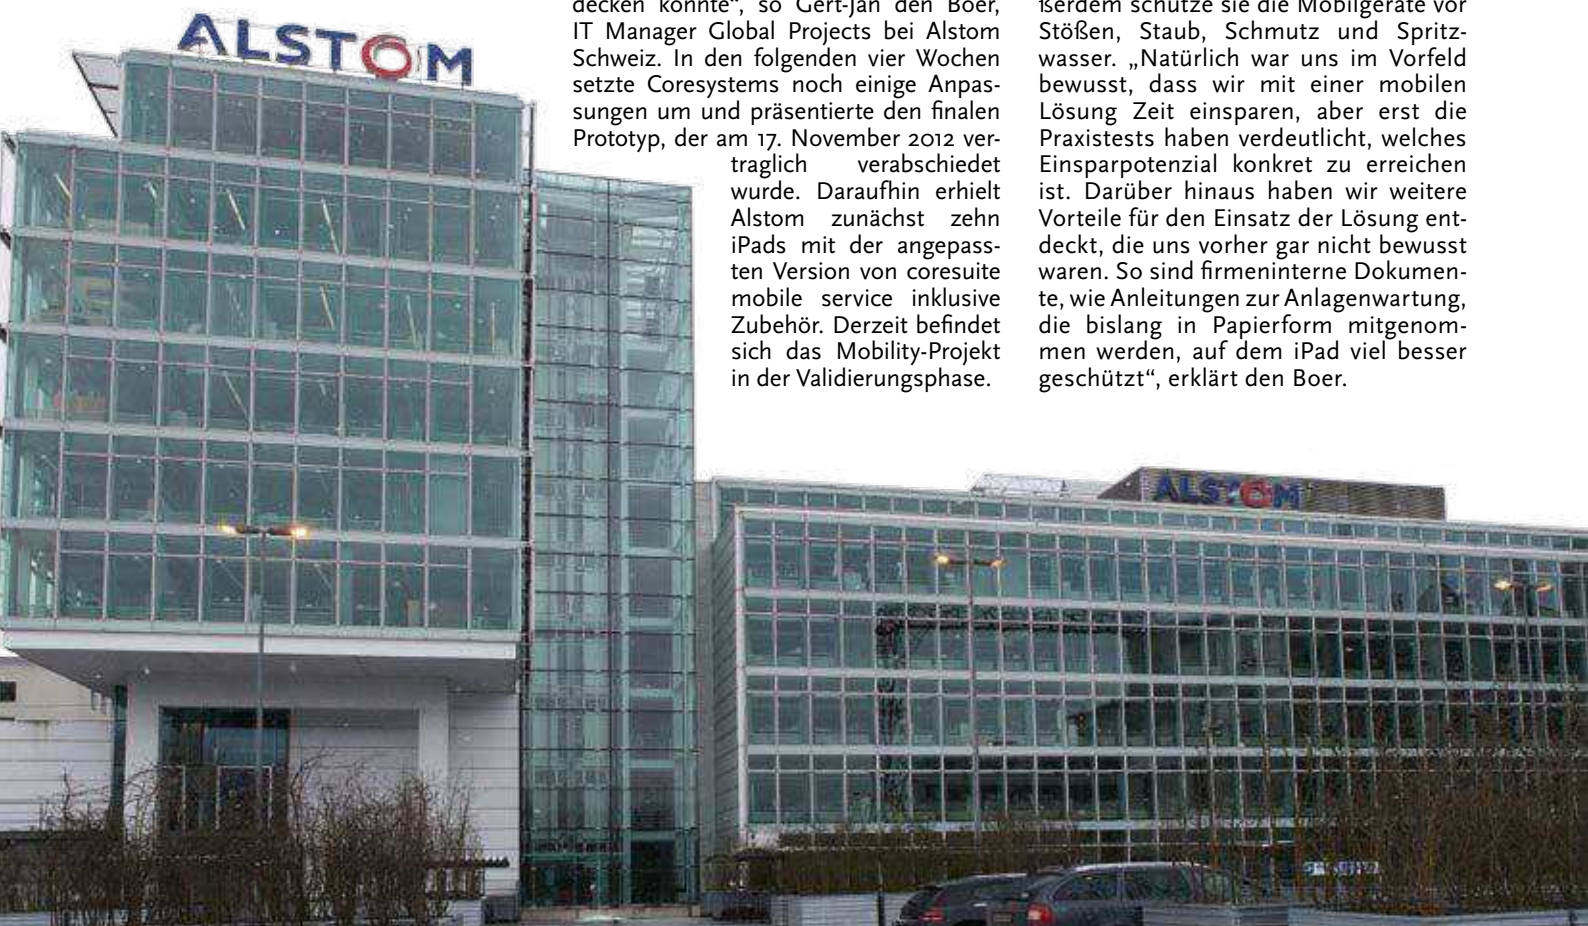 ALSTOM
decken konnte“, so Gert-Jan den Boer,
IT Manager Global Projects bei Alstom
Schweiz. In den folgenden vier Wochen
setzte Coresystems noch einige Anpas-
sungen um und präsentierte den finalen
Prototyp, der am 17. November 2012 ver-
traglich verabschiedet
wurde. Daraufhin erhielt
Alstom zunächst zehn
iPads mit der angepass-
ten Version von coresuite
mobile service inklusive
Zubehör. Derzeit befindet
sich das Mobility-Projekt
in der Validierungsphase.
ßerdem schütze sie die Mobilgeräte vor
Stößen, Staub, Schmutz und Spritz-
wasser. „Natürlich war uns im Vorfeld
bewusst, dass wir mit einer mobilen
Lösung Zeit einsparen, aber erst die
Praxistests haben verdeutlicht, welches
Einsparpotenzial konkret zu erreichen
ist. Darüber hinaus haben wir weitere
Vorteile für den Einsatz der Lösung ent-
deckt, die uns vorher gar nicht bewusst
waren. So sind firmeninterne Dokumen-
te, wie Anleitungen zur Anlagenwartung,
die bislang in Papierform mitgenom-
men werden, auf dem iPad viel besser
geschützt“, erklärt den Boer.
ALSTOM